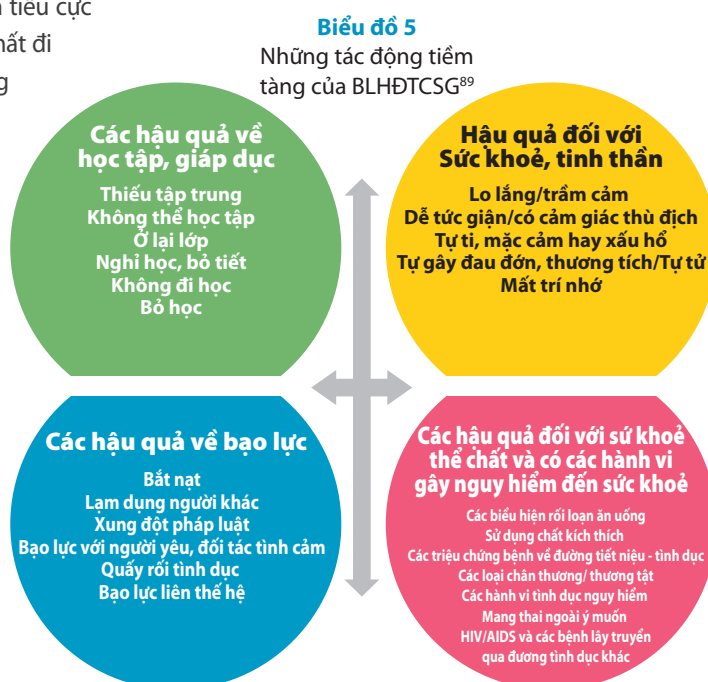 tiêu cực
nất đi
g
Biểu đồ 5
Những tác động tiềm
tàng của BLHĐTCSG⁸⁹
Các hậu quả về
học tập, giáp dục
Thiếu tập trung
Không thể học tập
Ở lại lớp
Nghỉ học, bỏ tiết
Không đi học
Bỏ học
Hậu quả đối với
Sức khoẻ, tinh thần
Lo lắng/trầm cảm
Dễ tức giận/có cảm giác thù địch
Tự ti, mặc cảm hay xấu hổ
Tự gây đau đớn, thương tích/Tự tử
Mất trí nhớ
Các hậu quả về bạo lực
Bắt nạt
Lạm dụng người khác
Xung đột pháp luật
Bạo lực với người yêu, đối tác tình cảm
Quấy rối tình dục
Bạo lực liên thế hệ
Các hậu quả đối với sứ khoẻ
thể chất và có các hành vi
gây nguy hiểm đến sức khoẻ
Các biểu hiện rối loạn ăn uống
Sử dụng chất kích thích
Các triệu chứng bệnh về đường tiết niệu - tình dục
Các loại chân thương/ thương tật
Các hành vi tình dục nguy hiểm
Mang thai ngoài ý muốn
HIV/AIDS và các bệnh lây truyền
qua đương tình dục khác